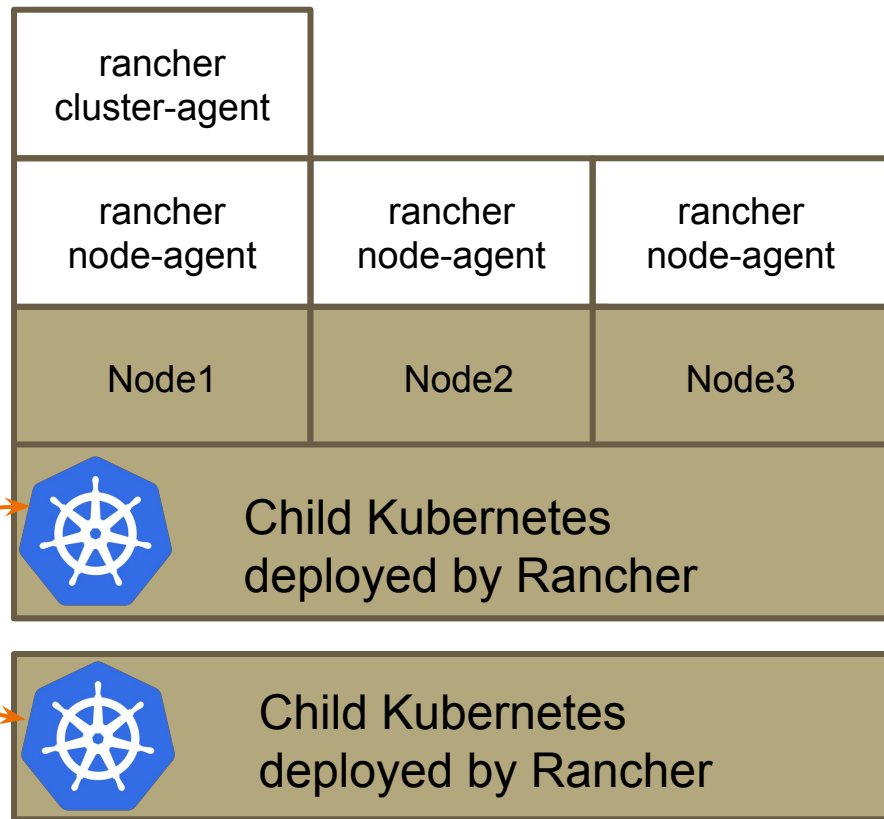 rancher
cluster-agent
rancher
node-agent
rancher
node-agent
rancher
node-agent
Node1
Node2
Node3
Child Kubernetes
deployed by Rancher
Child Kubernetes
deployed by Rancher